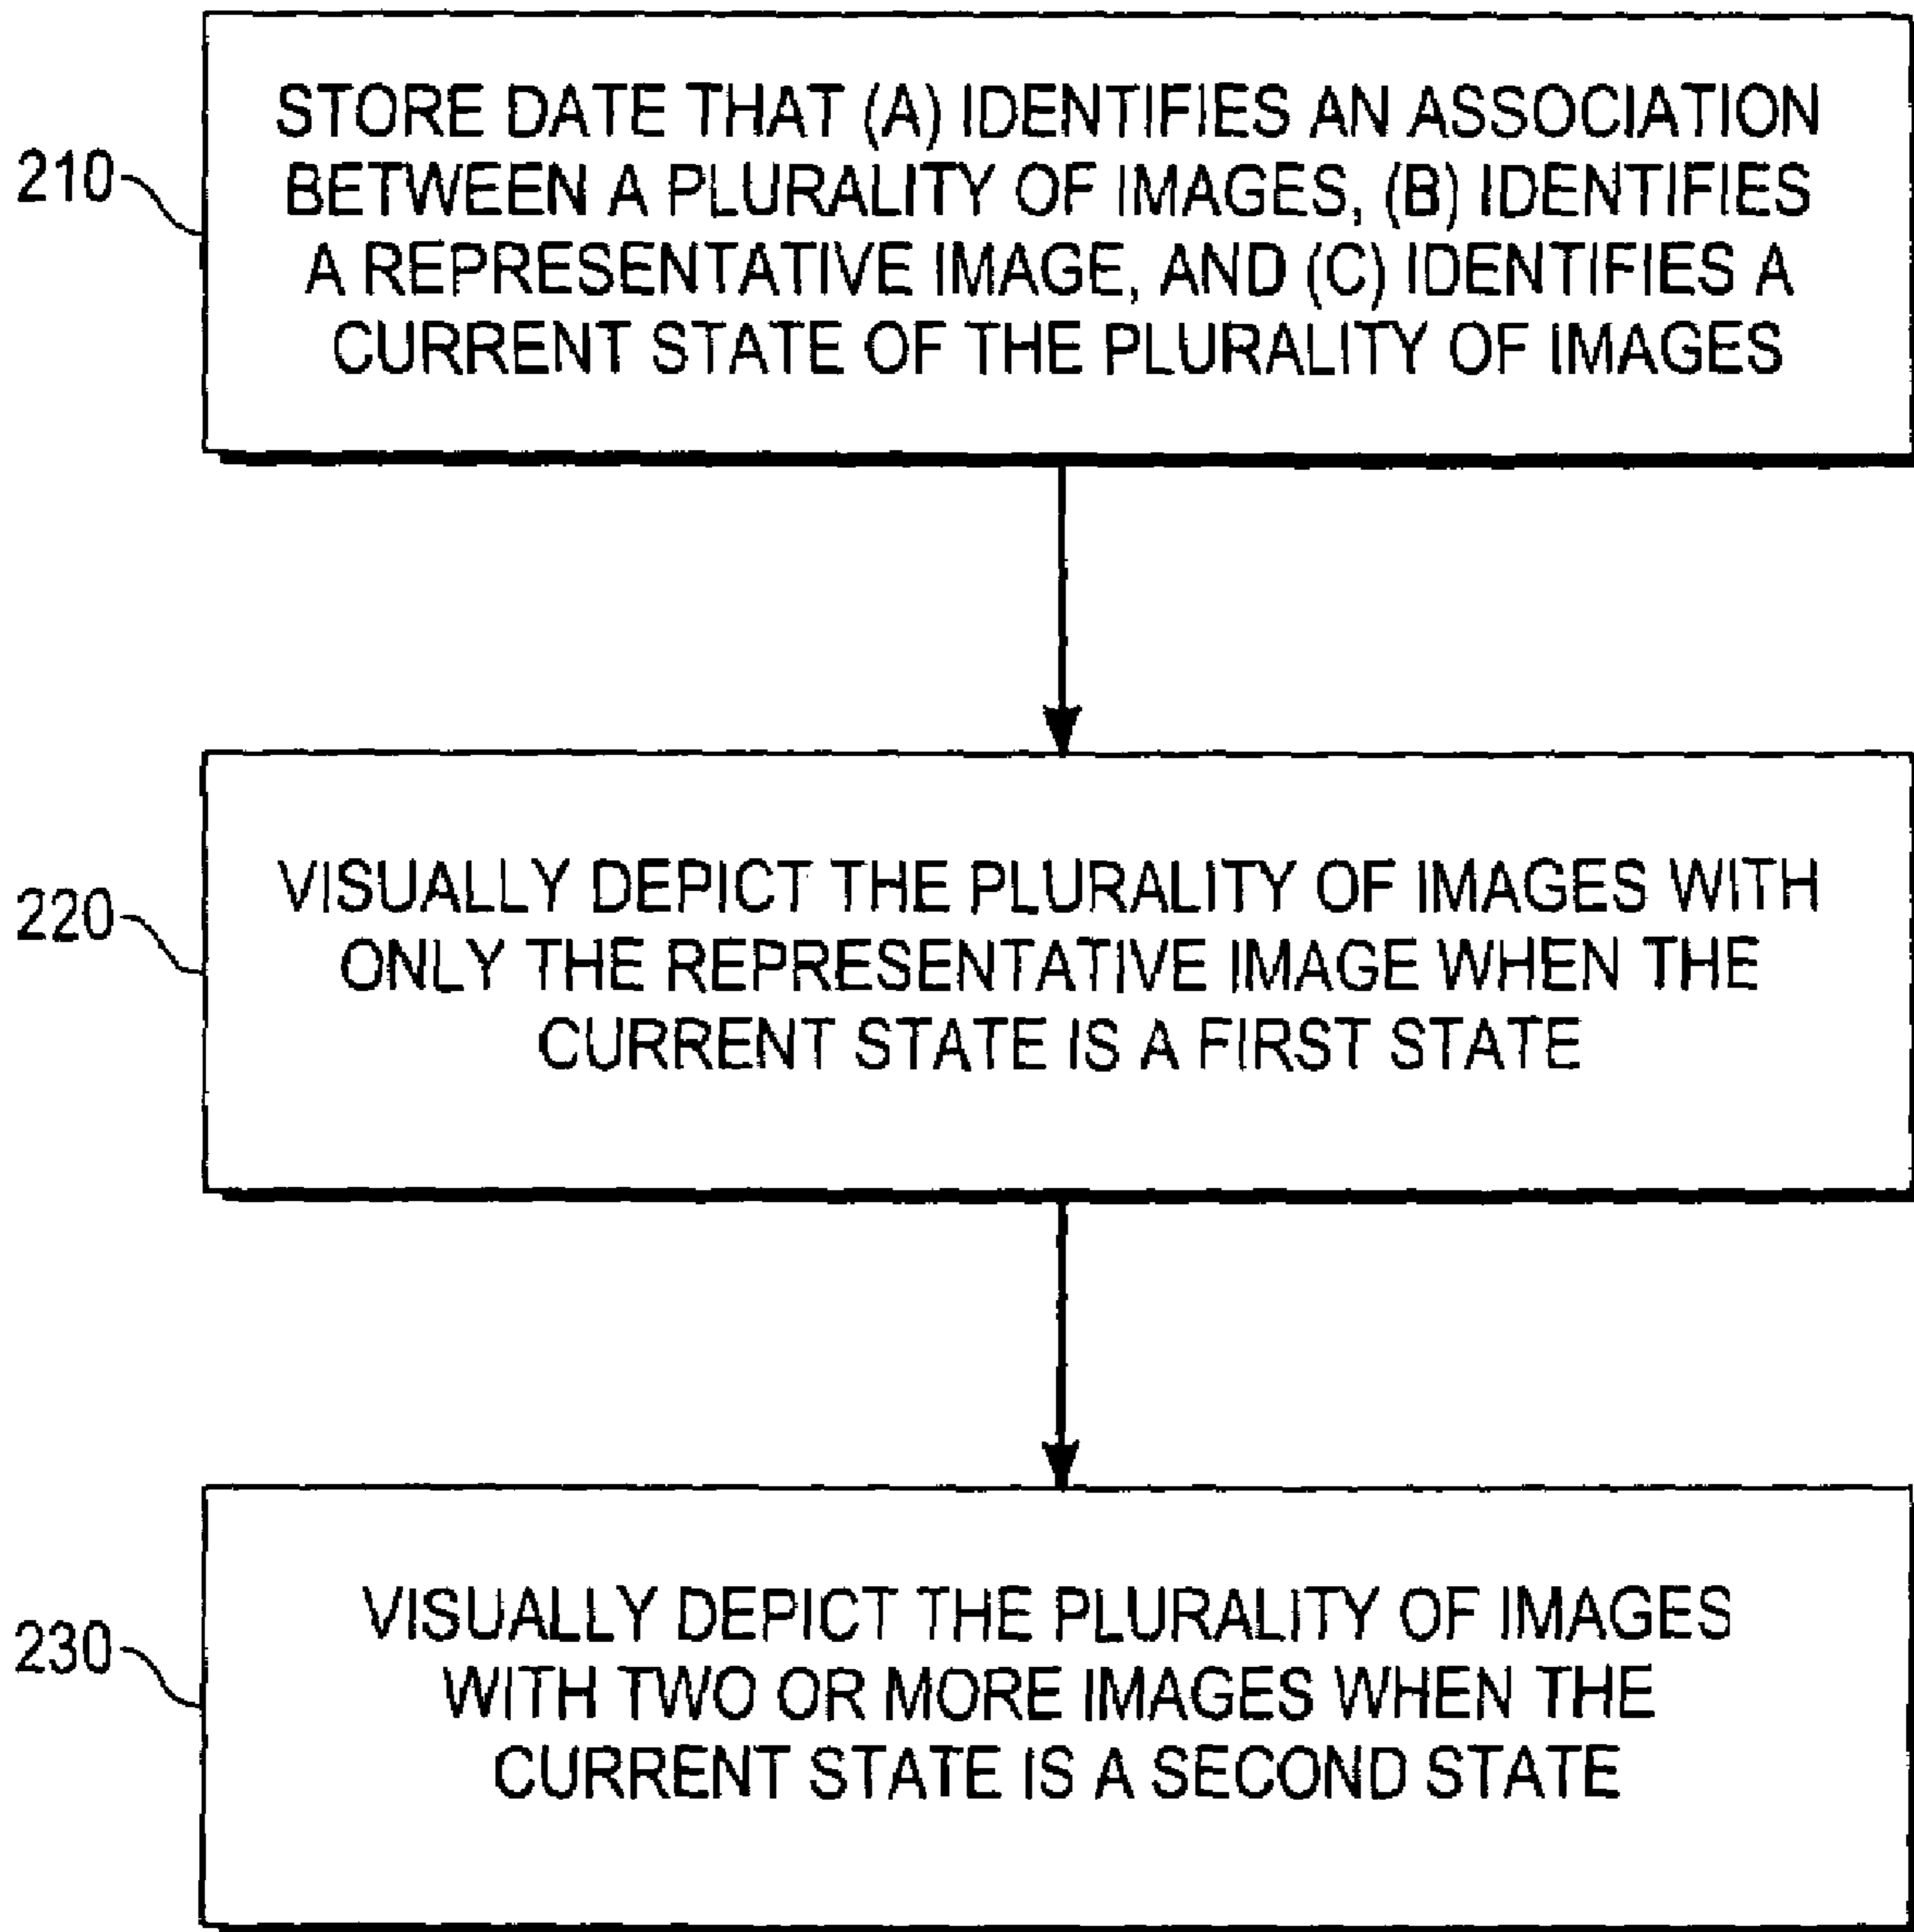 210
STORE DATE THAT (A) IDENTIFIES AN ASSOCIATION
BETWEEN A PLURALITY OF IMAGES, (B) IDENTIFIES
A REPRESENTATIVE IMAGE, AND (C) IDENTIFIES A
CURRENT STATE OF THE PLURALITY OF IMAGES
220
VISUALLY DEPICT THE PLURALITY OF IMAGES WITH
ONLY THE REPRESENTATIVE IMAGE WHEN THE
CURRENT STATE IS A FIRST STATE
230
VISUALLY DEPICT THE PLURALITY OF IMAGES
WITH TWO OR MORE IMAGES WHEN THE
CURRENT STATE IS A SECOND STATE